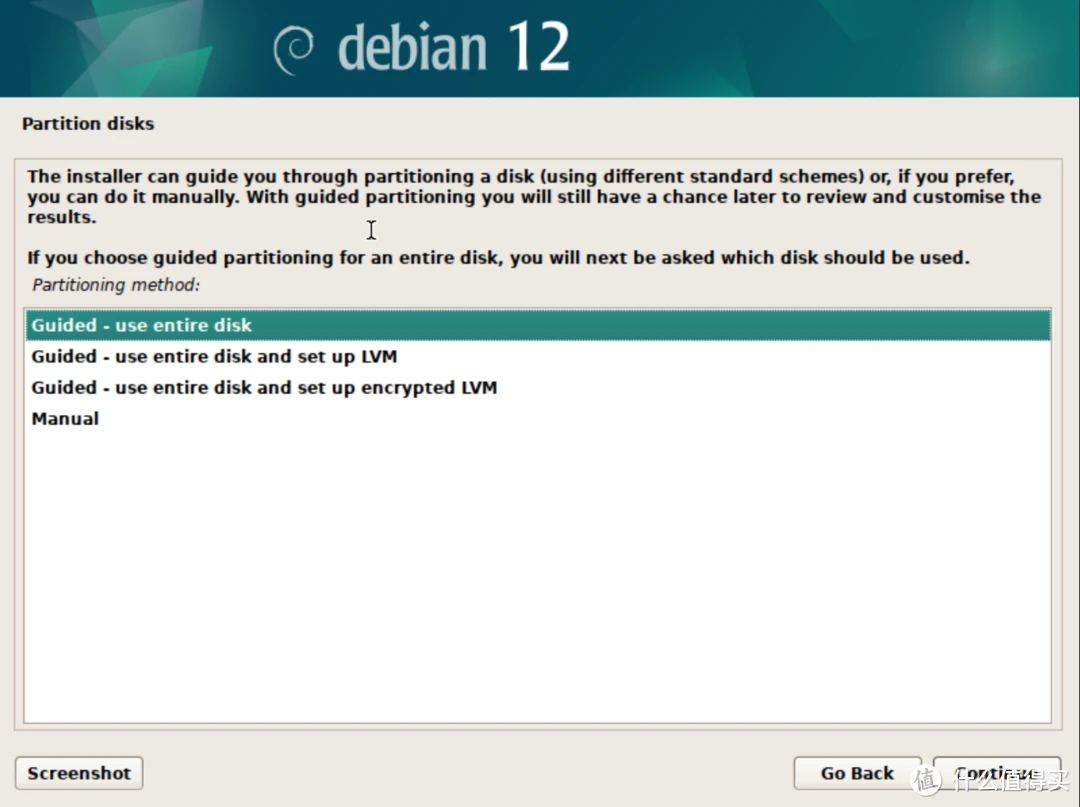 debian 12
Partition disks
The installer can guide you through partitioning a disk (using different standard schemes) or, if you prefer,
you can do it manually. With guided partitioning you will still have a chance later to review and customise the
results.
If you choose guided partitioning for an entire disk, you will next be asked which disk should be used.
Partitioning method:
Guided - use entire disk
Guided - use entire disk and set up LVM
Guided - use entire disk and set up encrypted LVM
Manual
Screenshot
Go Back
Continue
值 什么值得买